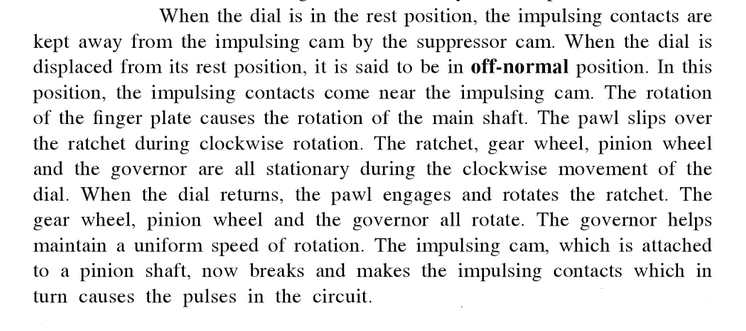 When the dial is in the rest position, the impulsing contacts are
kept away from the impulsing cam by the suppressor cam. When the dial is
displaced from its rest position, it is said to be in off-normal position. In this
position, the impulsing contacts come near the impulsing cam. The rotation
of the finger plate causes the rotation of the main shaft. The pawl slips over
the ratchet during clockwise rotation. The ratchet, gear wheel, pinion wheel
and the governor are all stationary during the clockwise movement of the
dial. When the dial returns, the pawl engages and rotates the ratchet. The
gear wheel, pinion wheel and the governor all rotate. The governor helps
maintain a uniform speed of rotation. The impulsing cam, which is attached
to a pinion shaft, now breaks and makes the impulsing contacts which in
turn causes the pulses in the circuit.